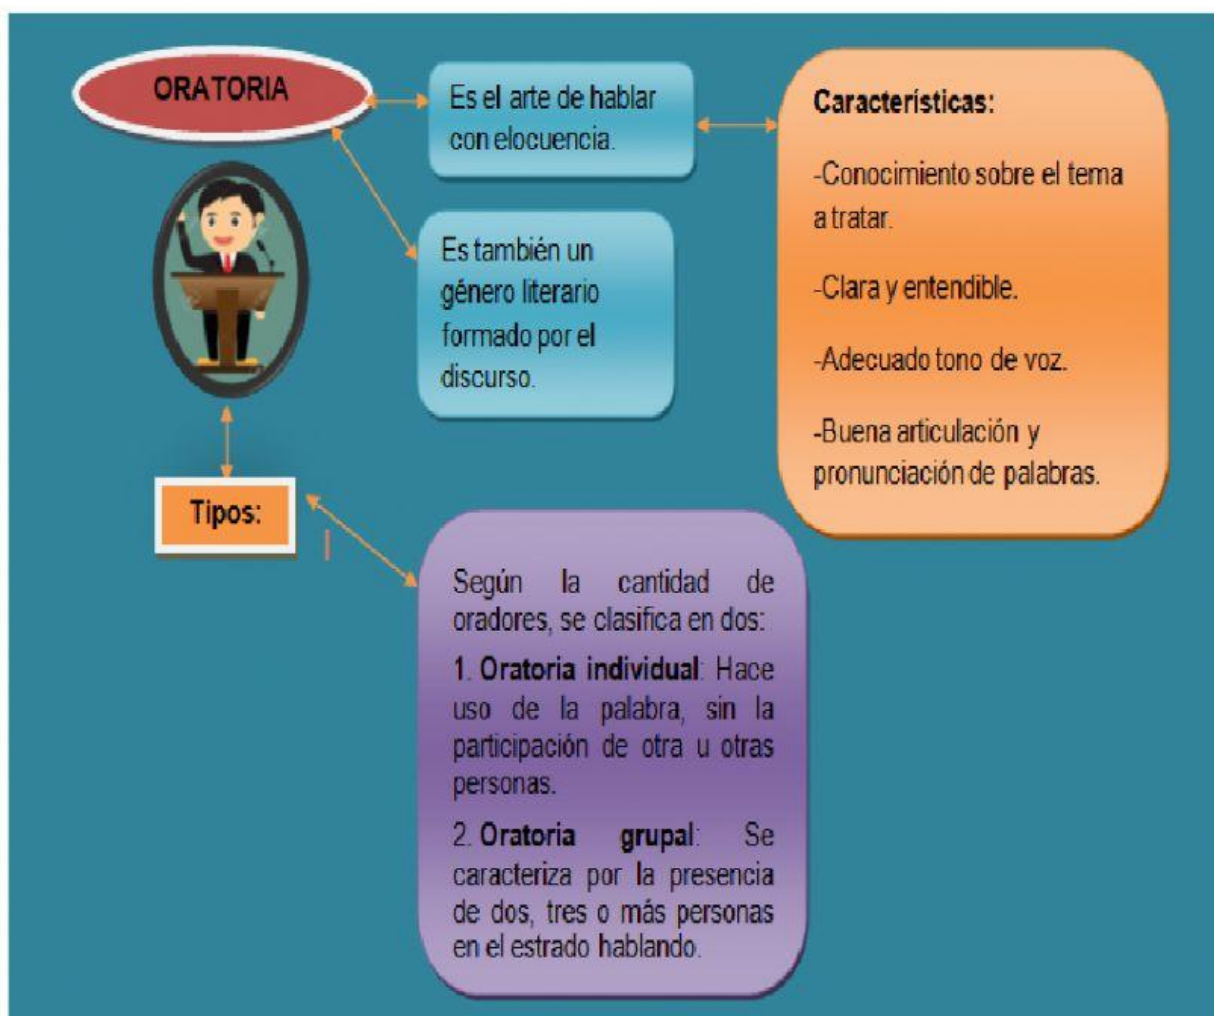 ORATORIA
Es el arte de hablar
con elocuencia.
Es también un
género literario
formado por el
discurso.
Características:
-Conocimiento sobre el tema
a tratar.
-Clara y entendible.
-Adecuado tono de voz.
-Buena articulación y
pronunciación de palabras.
Tipos:
Según la cantidad de
oradores, se clasifica en dos:
1. Oratoria individual: Hace
uso de la palabra, sin la
participación de otra u otras
personas.
2. Oratoria grupal: Se
caracteriza por la presencia
de dos, tres o más personas
en el estrado hablando.